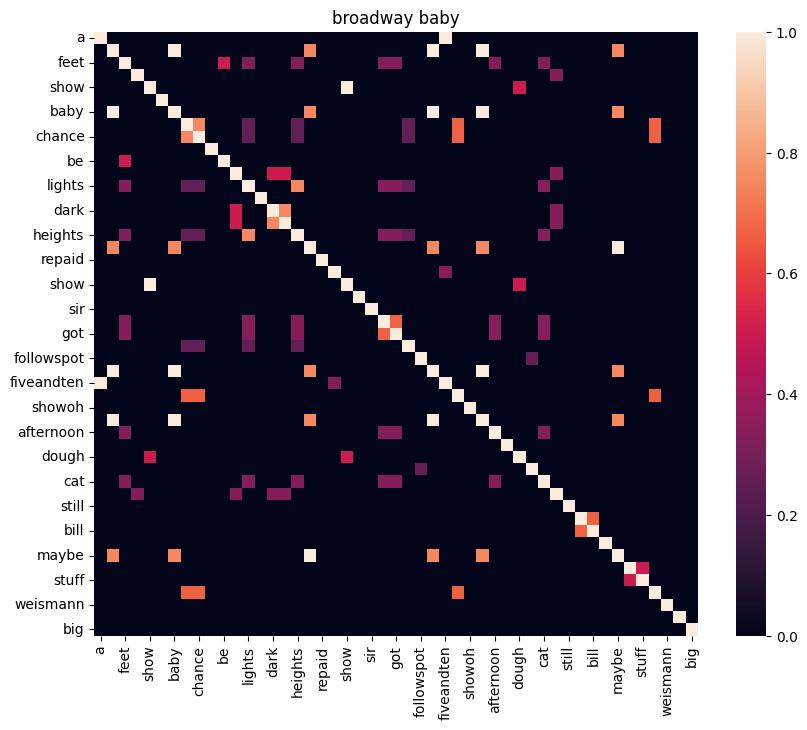 broadway baby
a
feet
show
baby
chance
be
lights
dark
heights
repaid
show
sir
got
followspot
fiveandten
showoh
afternoon
dough
cat
still
bill
maybe
stuff
weismann
big
a
feet
show
baby
chance
be
lights
dark
heights
repaid
show
sir
got
followspot
fiveandten
showoh
afternoon
dough
cat
still
bill
maybe
stuff
weismann
big
1.0
0.8
0.6
0.4
0.2
0.0